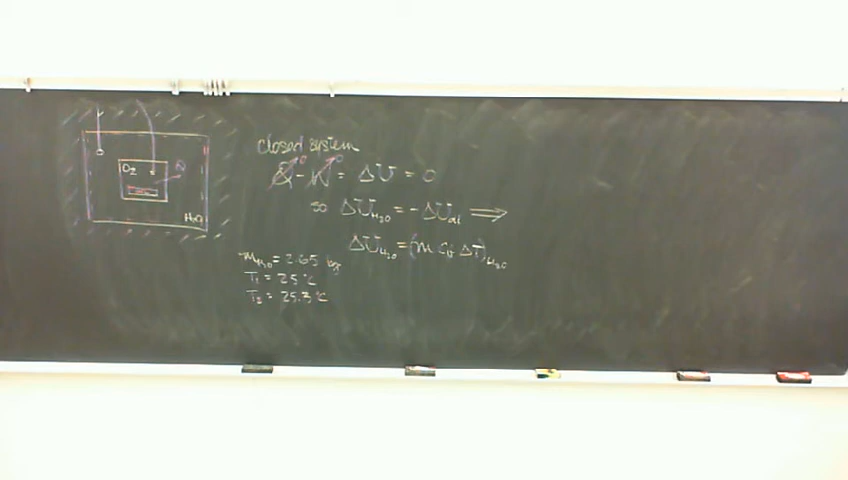 closed system
Q - W = ΔU = 0
so ΔU_H₂O = -ΔU_al ⟹
ΔU_H₂O = (m c_v ΔT)_H₂O
O₂
H₂O
m_H₂O = 2.65 kg
T₁ = 25 °C
T₂ = 25.3 °C